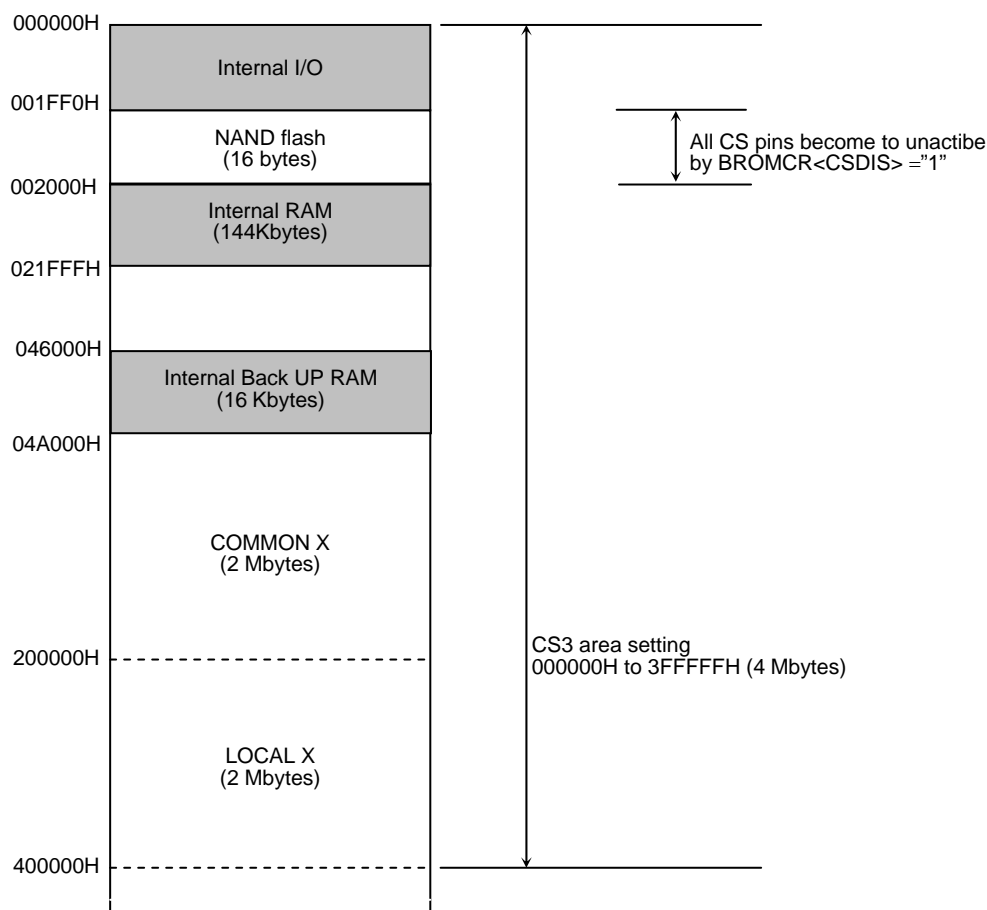 000000H
Internal I/O
001FF0H
NAND flash
(16 bytes)
All CS pins become to unactibe
by BROMCR<CSDIS> =”1”
002000H
Internal RAM
(144Kbytes)
021FFFH
046000H
Internal Back UP RAM
(16 Kbytes)
04A000H
COMMON X
(2 Mbytes)
CS3 area setting
000000H to 3FFFFFH (4 Mbytes)
200000H
LOCAL X
(2 Mbytes)
400000H